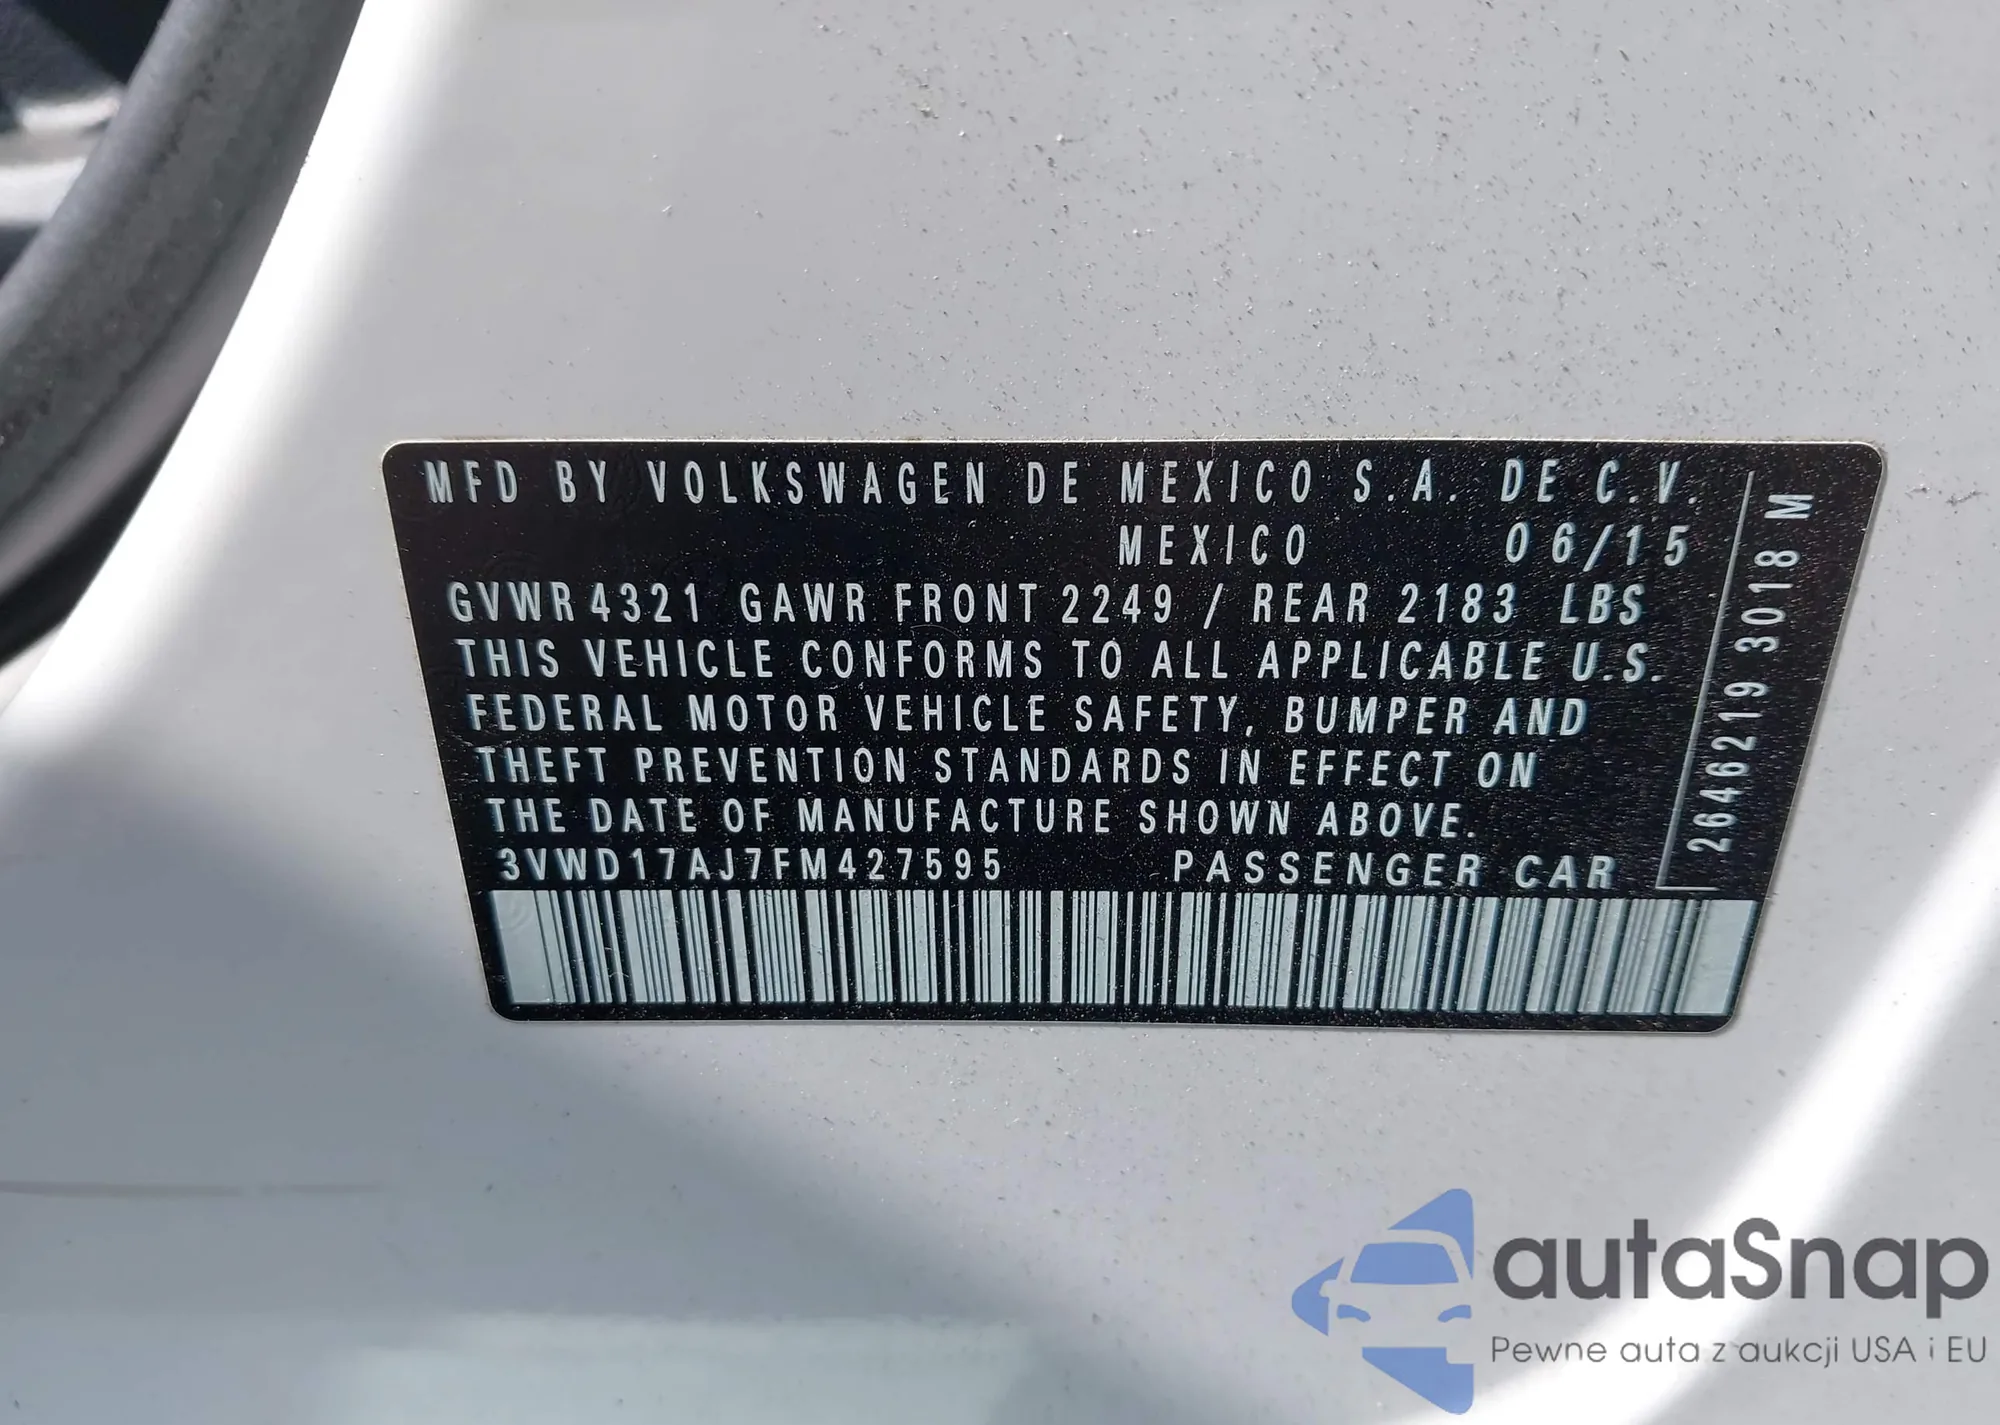 MFD BY VOLKSWAGEN DE MEXICO S.A. DE C.V.
MEXICO 06/15
GVWR 4321 GAWR FRONT 2249 / REAR 2183 LBS
THIS VEHICLE CONFORMS TO ALL APPLICABLE U.S.
FEDERAL MOTOR VEHICLE SAFETY, BUMPER AND
THEFT PREVENTION STANDARDS IN EFFECT ON
THE DATE OF MANUFACTURE SHOWN ABOVE.
3VWD17AJ7FM427595 PASSENGER CAR
2646219 3018 M
autaSnap
Pewne auta z aukcji USA i EU